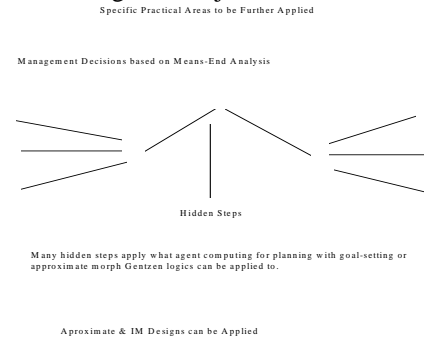 Specific Practical Areas to be Further Applied
Management Decisions based on Means-End Analysis
Hidden Steps
Many hidden steps apply what agent computing for planning with goal-setting or
approximate morph Gentzen logics can be applied to.
Aproximate & IM Designs can be Applied